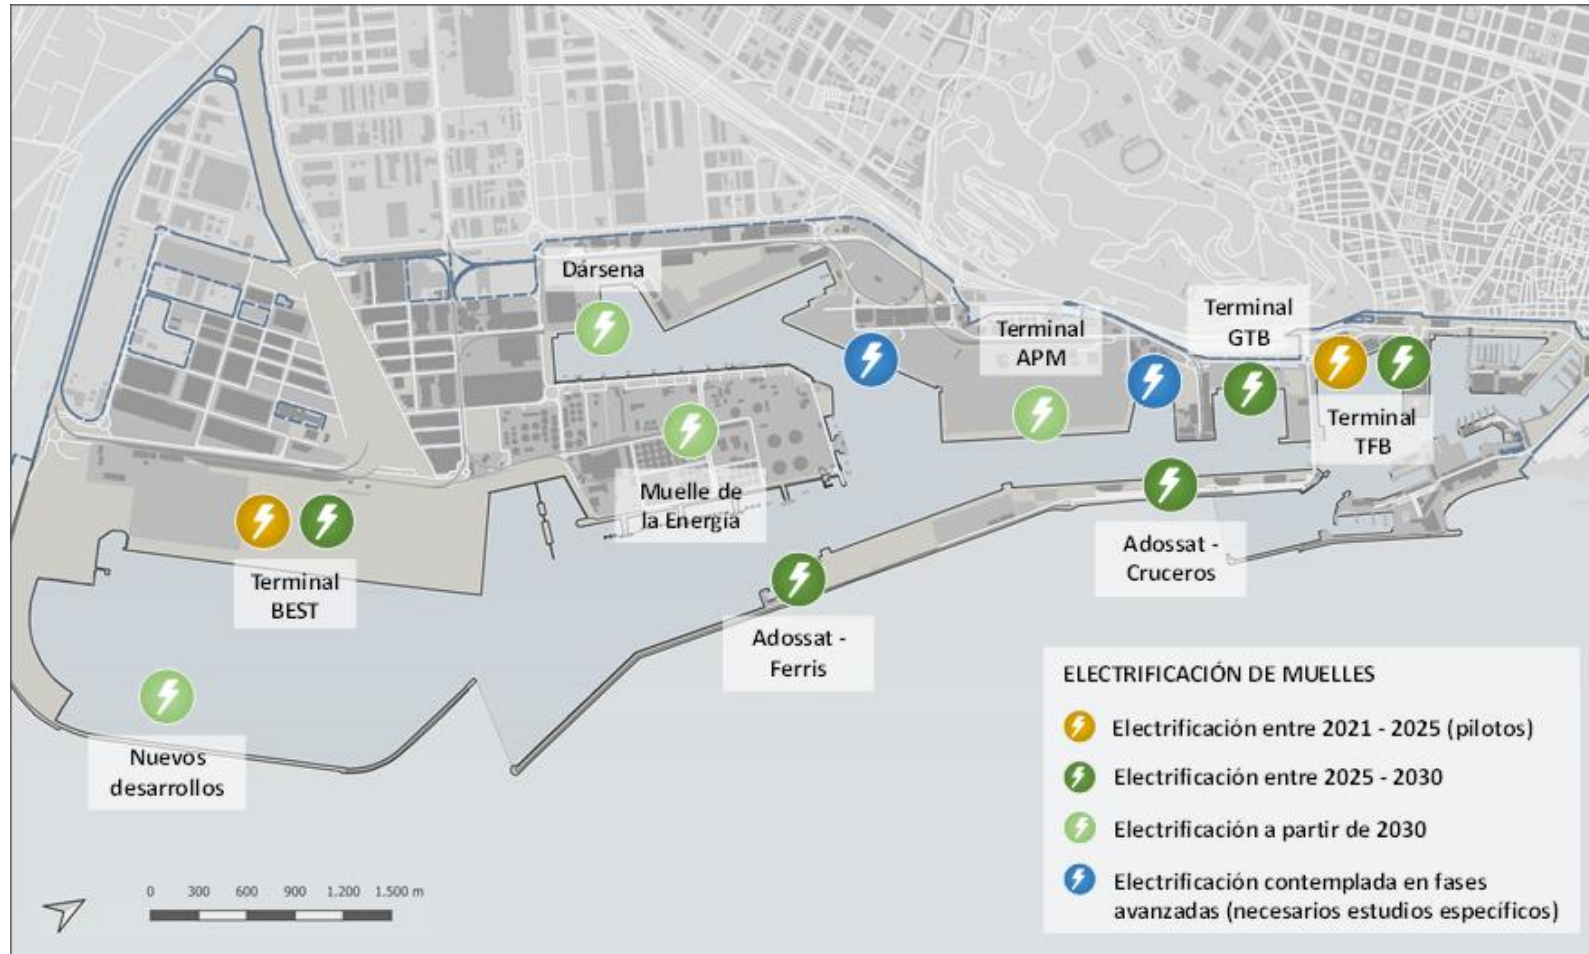 Dársena
Terminal
APM
Terminal
GTB
Terminal
TFB
Muelle de
la Energía
Terminal
BEST
Adossat -
Cruceros
Adossat -
Ferris
Nuevos
desarrollos
ELECTRIFICACIÓN DE MUELLES
Electrificación entre 2021 - 2025 (pilotos)
Electrificación entre 2025 - 2030
Electrificación a partir de 2030
Electrificación contemplada en fases
avanzadas (necesarios estudios específicos)
0 300 600 900 1.200 1.500 m